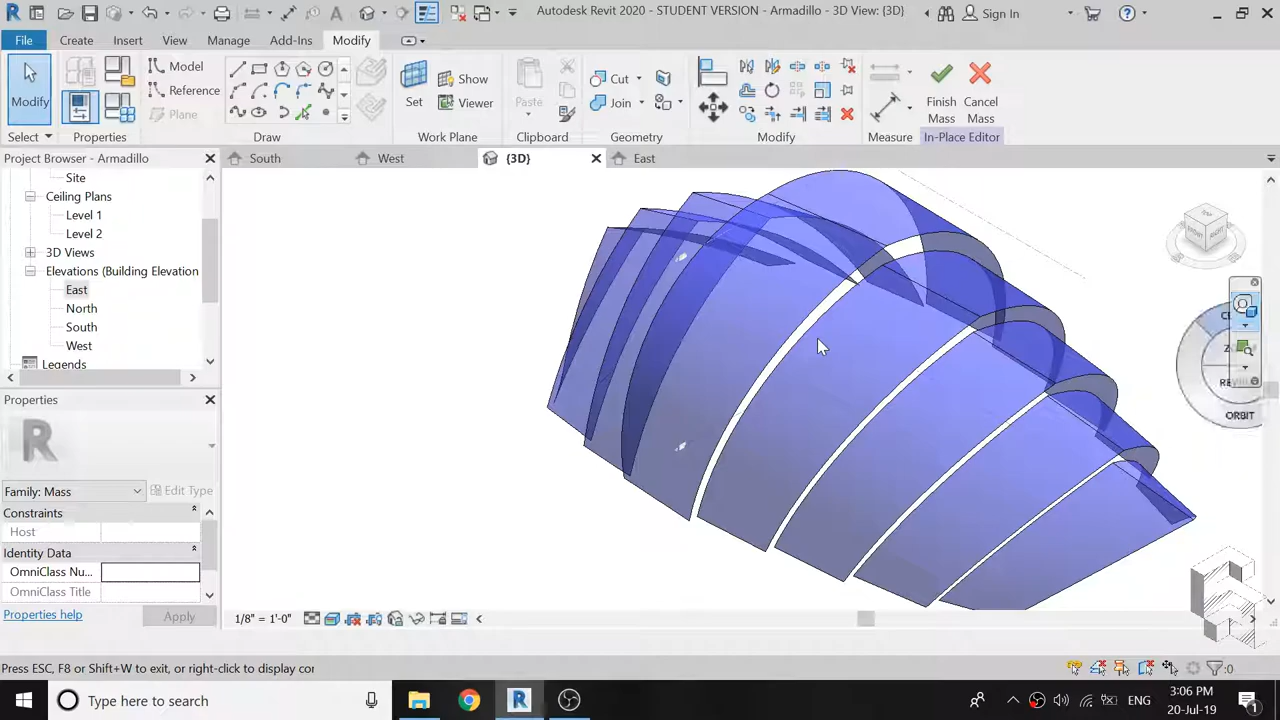 Autodesk Revit 2020 - STUDENT VERSION - Armadillo - 3D View: {3D}
Sign In
File
Create
Insert
View
Manage
Add-Ins
Modify
Modify
Model
Reference
Plane
Set
Show
Viewer
Paste
Cut
Join
Finish
Mass
Cancel
Mass
Select
Properties
Draw
Work Plane
Clipboard
Geometry
Modify
Measure
In-Place Editor
Project Browser - Armadillo
South
West
{3D}
East
Site
Ceiling Plans
Level 1
Level 2
3D Views
Elevations (Building Elevation
East
North
South
West
Legends
Properties
Family: Mass
Edit Type
Constraints
Host
Identity Data
OmniClass Nu...
OmniClass Title
Properties help
Apply
TOP
FRONT
RIGHT
ORBIT
1/8" = 1'-0"
Press ESC, F8 or Shift+W to exit, or right-click to display cor
:0
Type here to search
ENG
3:06 PM
20-Jul-19
1